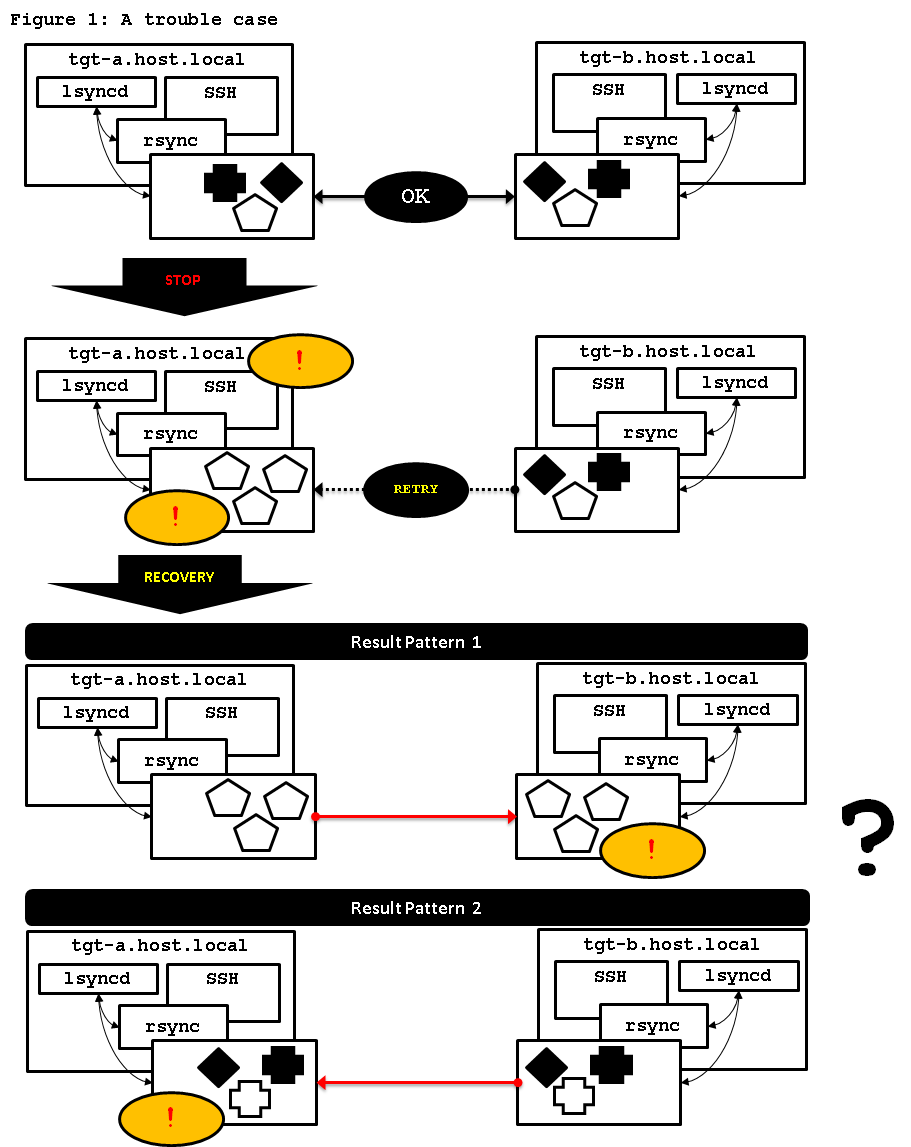 Figure 1: A trouble case
tgt-a.host.local
lsyncd
SSH
rsync
tgt-b.host.local
SSH
lsyncd
rsync
OK
STOP
tgt-a.host.local
!
lsyncd
SSH
rsync
!
tgt-b.host.local
SSH
lsyncd
rsync
RETRY
RECOVERY
Result Pattern 1
tgt-a.host.local
lsyncd
SSH
rsync
tgt-b.host.local
SSH
lsyncd
rsync
!
?
Result Pattern 2
tgt-a.host.local
lsyncd
SSH
rsync
!
tgt-b.host.local
SSH
lsyncd
rsync